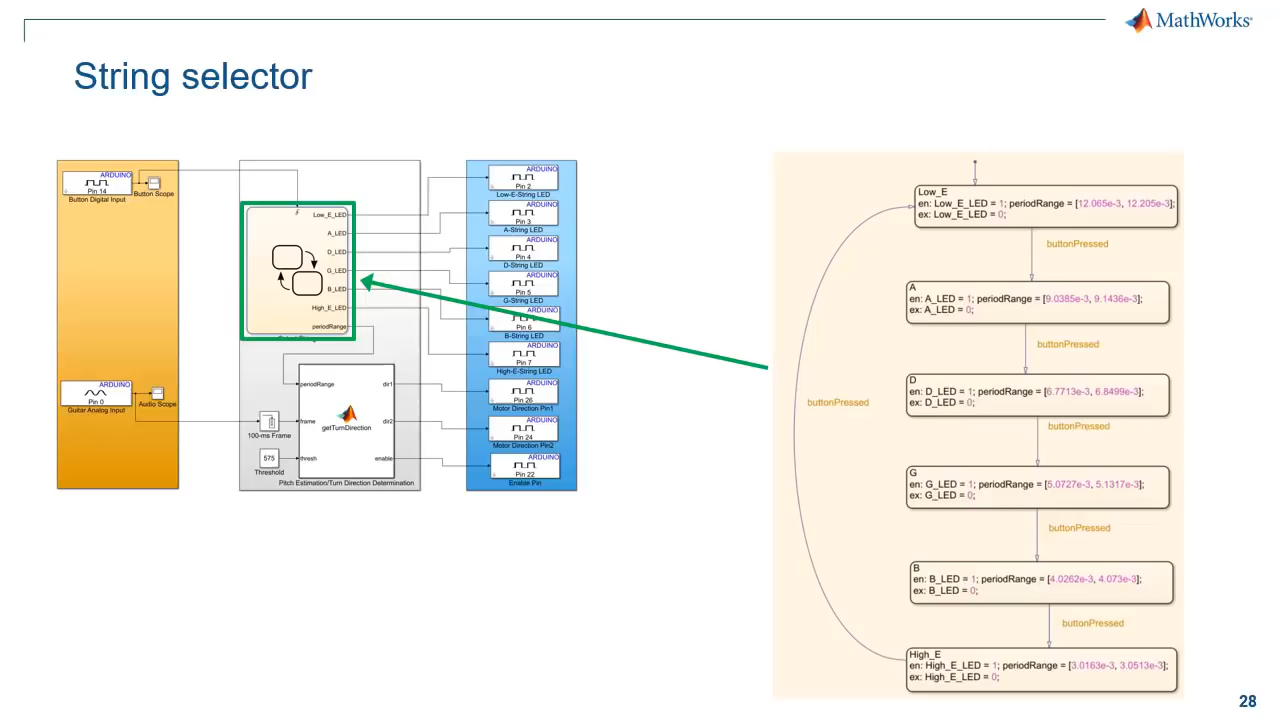 MathWorks®
String selector
ARDUINO
Pin 14
Button Digital Input
Button Scope
ARDUINO
Pin 0
Guitar Analog Input
Audio Scope
Low_E_LED
A_LED
D_LED
G_LED
B_LED
High_E_LED
periodRange
periodRange
frame
thresh
getTurnDirection
dir1
dir2
enable
100-ms Frame
575
Threshold
Pitch Estimation/Turn Direction Determination
ARDUINO
Pin 2
Low-E-String LED
ARDUINO
Pin 3
A-String LED
ARDUINO
Pin 4
D-String LED
ARDUINO
Pin 5
G-String LED
ARDUINO
Pin 6
B-String LED
ARDUINO
Pin 7
High-E-String LED
ARDUINO
Pin 26
Motor Direction Pin1
ARDUINO
Pin 24
Motor Direction Pin2
ARDUINO
Pin 22
Enable Pin
Low_E
en: Low_E_LED = 1; periodRange = [12.065e-3, 12.205e-3];
ex: Low_E_LED = 0;
buttonPressed
A
en: A_LED = 1; periodRange = [9.0385e-3, 9.1436e-3];
ex: A_LED = 0;
buttonPressed
D
en: D_LED = 1; periodRange = [6.7713e-3, 6.8499e-3];
ex: D_LED = 0;
buttonPressed
buttonPressed
G
en: G_LED = 1; periodRange = [5.0727e-3, 5.1317e-3];
ex: G_LED = 0;
buttonPressed
B
en: B_LED = 1; periodRange = [4.0262e-3, 4.073e-3];
ex: B_LED = 0;
buttonPressed
High_E
en: High_E_LED = 1; periodRange = [3.0163e-3, 3.0513e-3];
ex: High_E_LED = 0;
28